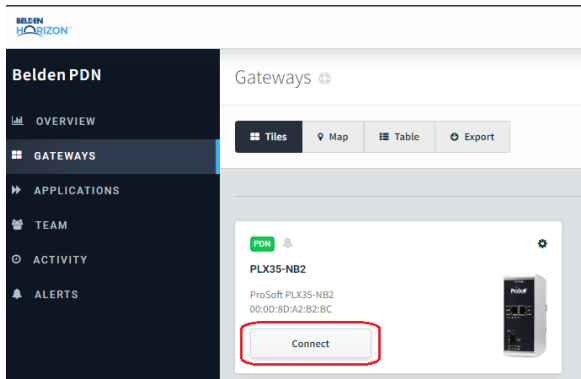 BELDEN
HORIZON
Belden PDN
OVERVIEW
GATEWAYS
APPLICATIONS
TEAM
ACTIVITY
ALERTS
Gateways
Tiles Map Table Export
PDN
PLX35-NB2
ProSoft PLX35-NB2
00:0D:8D:A2:B2:BC
Connect
ProSoft